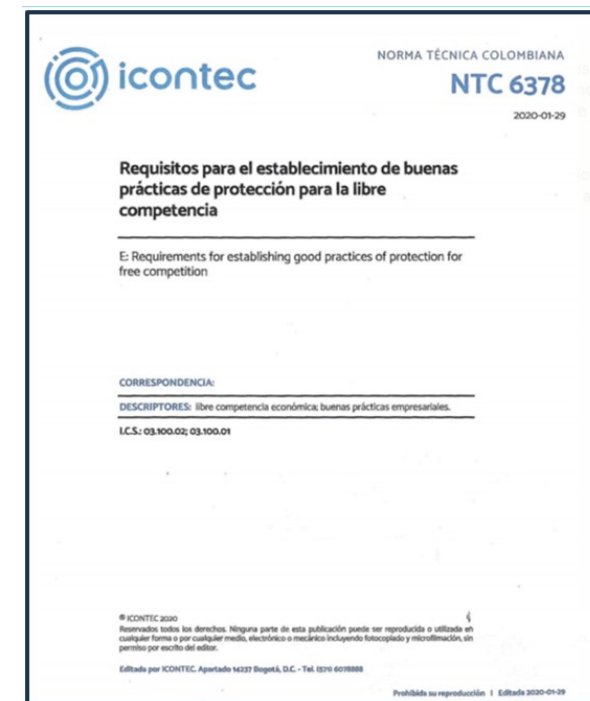 icontec
NORMA TÉCNICA COLOMBIANA
NTC 6378
2020-01-29
Requisitos para el establecimiento de buenas
prácticas de protección para la libre
competencia
E: Requirements for establishing good practices of protection for
free competition
CORRESPONDENCIA:
DESCRIPTORES: libre competencia económica; buenas prácticas empresariales.
I.C.S.: 03.100.02; 03.100.01
© ICONTEC 2020
Reservados todos los derechos. Ninguna parte de esta publicación puede ser reproducida o utilizada en
cualquier forma o por cualquier medio, electrónico o mecánico incluyendo fotocopiado y microfilmación, sin
permiso por escrito del editor.
Editada por ICONTEC. Apartado 14237 Bogotá, D.C. - Tel. (571) 6078888
Prohibida su reproducción | Editada 2020-01-29